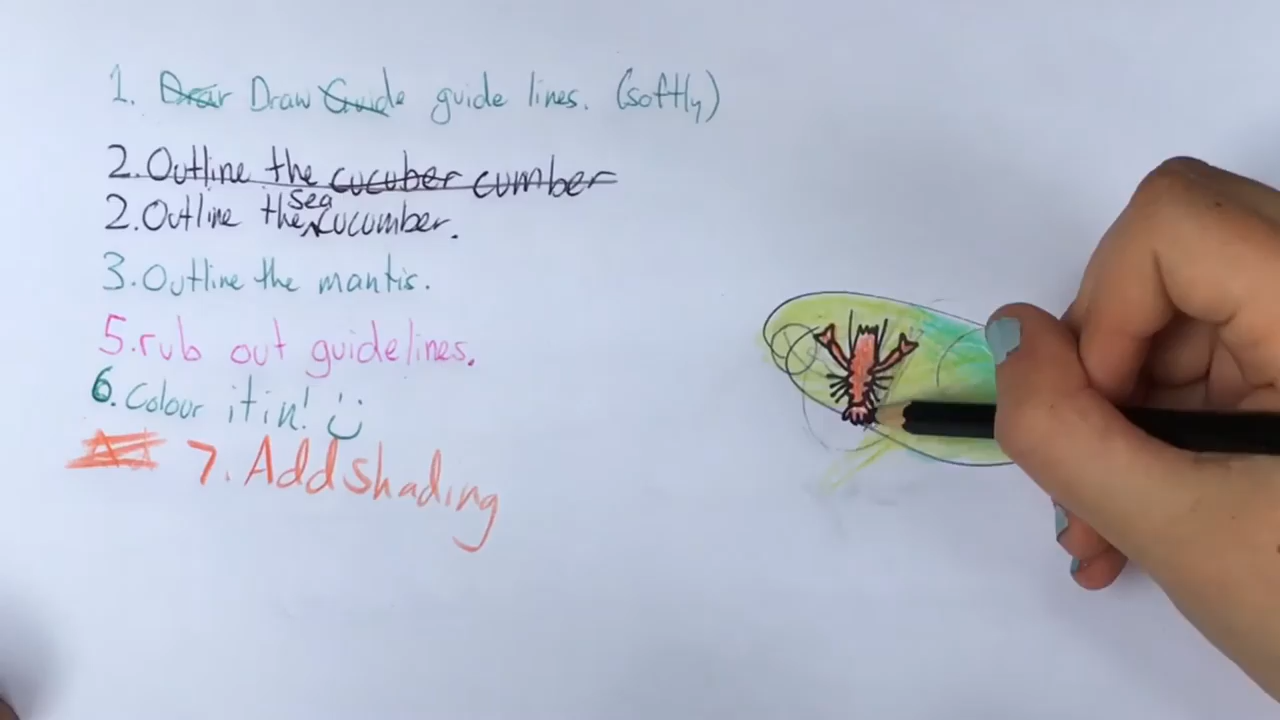 1. Drar Draw Guide guide lines. (softly)
2. Outline the cucuber cumber
2. Outline the sea cucumber.
3. Outline the mantis.
5. rub out guidelines.
6. Colour it in! :)
7. Add shading